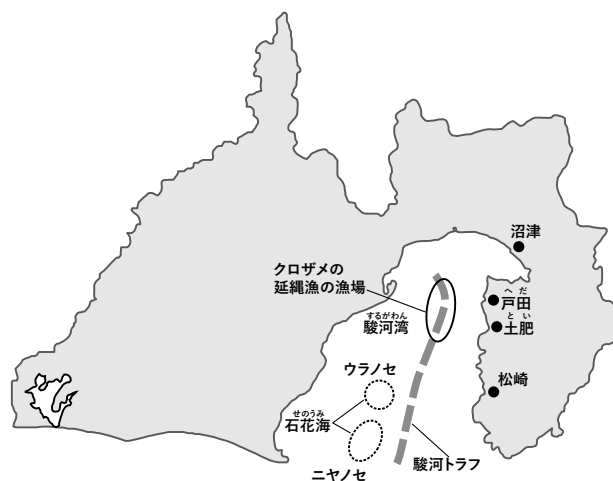 沼津
クロザメの
延縄漁の漁場
へだ
戸田
するがわん
駿河湾
とい
土肥
ウラノセ
松崎
せのうみ
石花海
駿河トラフ
ニヤノセ